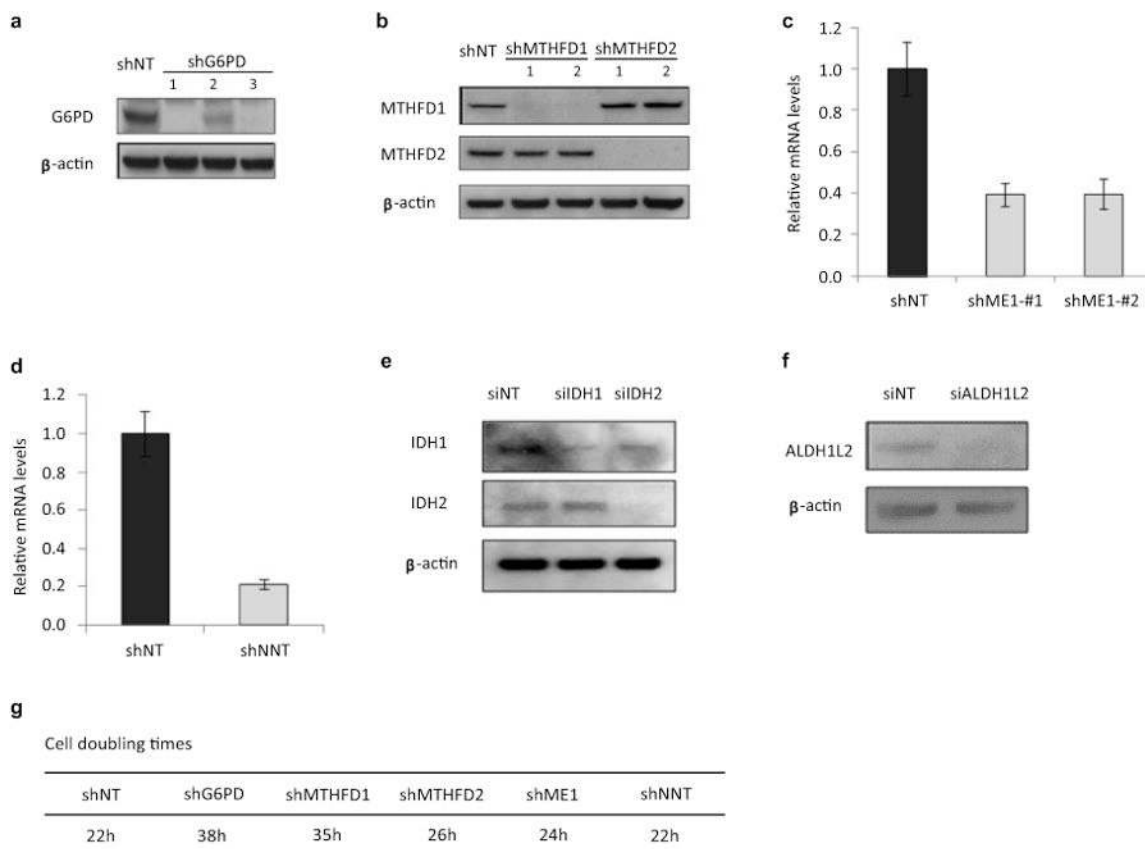 a
shNT shG6PD
1 2 3
G6PD
β-actin
b
shNT shMTHFD1 shMTHFD2
1 2 1 2
MTHFD1
MTHFD2
β-actin
c
Relative mRNA levels
1.2
1.0
0.8
0.6
0.4
0.2
0.0
shNT shME1-#1 shME1-#2
d
Relative mRNA levels
1.2
1.0
0.8
0.6
0.4
0.2
0.0
shNT shNNT
e
siNT siIDH1 siIDH2
IDH1
IDH2
β-actin
f
siNT siALDH1L2
ALDH1L2
β-actin
g
Cell doubling times
shNT shG6PD shMTHFD1 shMTHFD2 shME1 shNNT
22h 38h 35h 26h 24h 22h